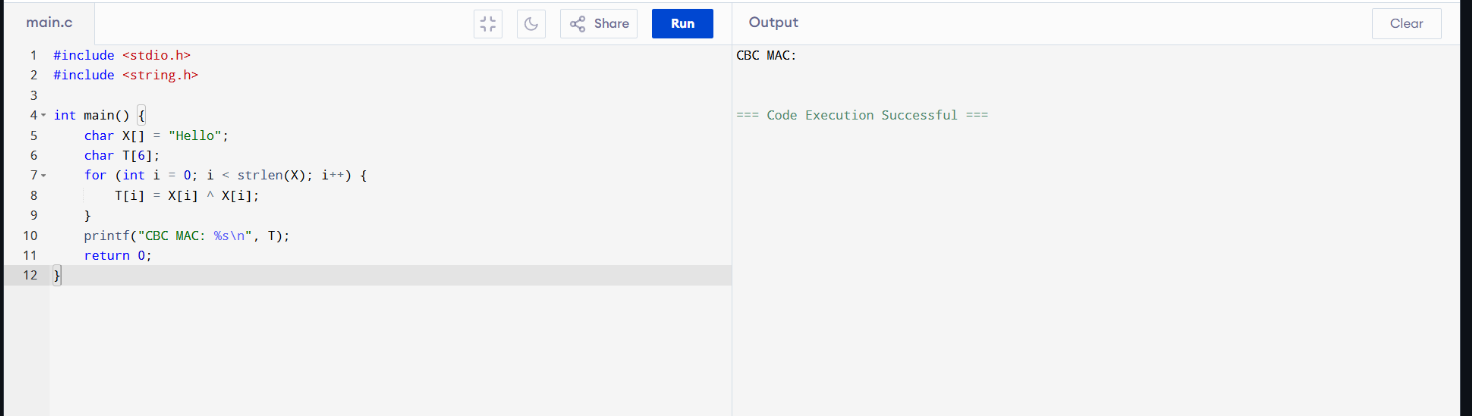 main.c Share Run Output Clear
1 #include <stdio.h>
2 #include <string.h>
3
4 int main() {
5     char X[] = "Hello";
6     char T[6];
7     for (int i = 0; i < strlen(X); i++) {
8         T[i] = X[i] ^ X[i];
9     }
10     printf("CBC MAC: %s\n", T);
11     return 0;
12 }
CBC MAC:
=== Code Execution Successful ===